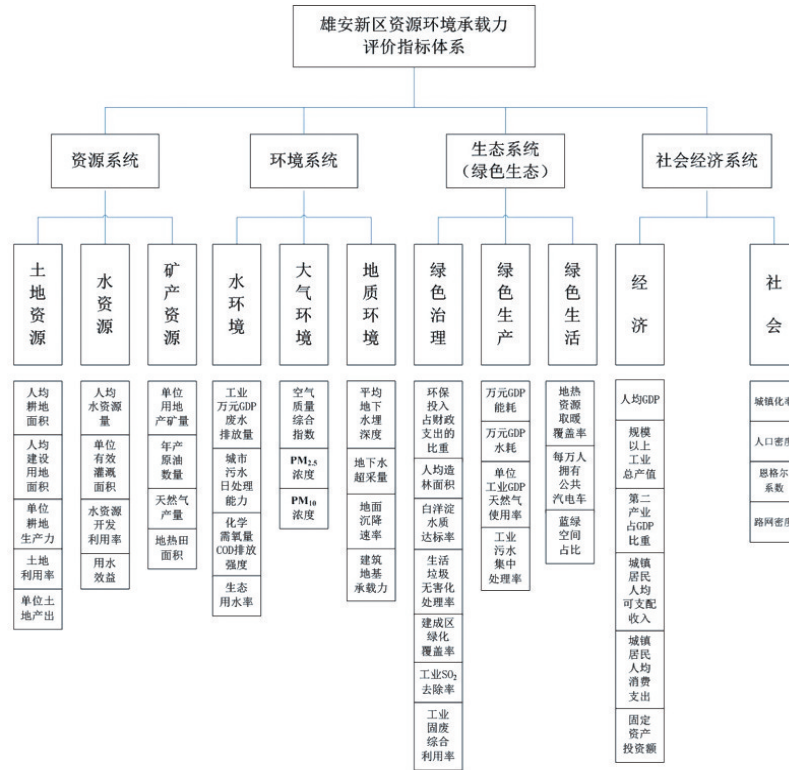 雄安新区资源环境承载力
评价指标体系
资源系统
环境系统
生态系统
（绿色生态）
社会经济系统
土地资源
水资源
矿产资源
水环境
大气环境
地质环境
绿色治理
绿色生产
绿色生活
经济
社会
人均
耕地
面积
人均
建设
用地
面积
单位
耕地
生产力
土地
利用率
单位土
地产出
人均
水资源
量
单位
有效
灌溉
面积
水资源
开发
利用率
用水
效益
单位
用地
产矿量
年产
原油
数量
天然气
产量
地热田
面积
工业
万元GDP
废水
排放量
城市
污水
日处理
能力
化学
需氧量
COD排放
强度
生态
用水率
空气
质量
综合
指数
PM2.5
浓度
PM10
浓度
平均
地下
水埋
深度
地下水
超采量
地面
沉降
速率
建筑
地基
承载力
环保
投入
占财政
支出的
比重
人均造
林面积
白洋淀
水质
达标率
生活
垃圾
无害化
处理率
建成区
绿化
覆盖率
工业SO2
去除率
工业
固废
综合
利用率
万元GDP
能耗
万元GDP
水耗
单位
工业GDP
天然气
使用率
工业
污水
集中
处理率
地热
资源
取暖
覆盖率
每万人
拥有
公共
汽电车
蓝绿
空间
占比
人均GDP
规模
以上
工业
总产值
第二
产业
占GDP
比重
城镇
居民
人均
可支配
收入
城镇
居民
人均
消费
支出
固定
资产
投资额
城镇化率
人口密度
恩格尔
系数
路网密度